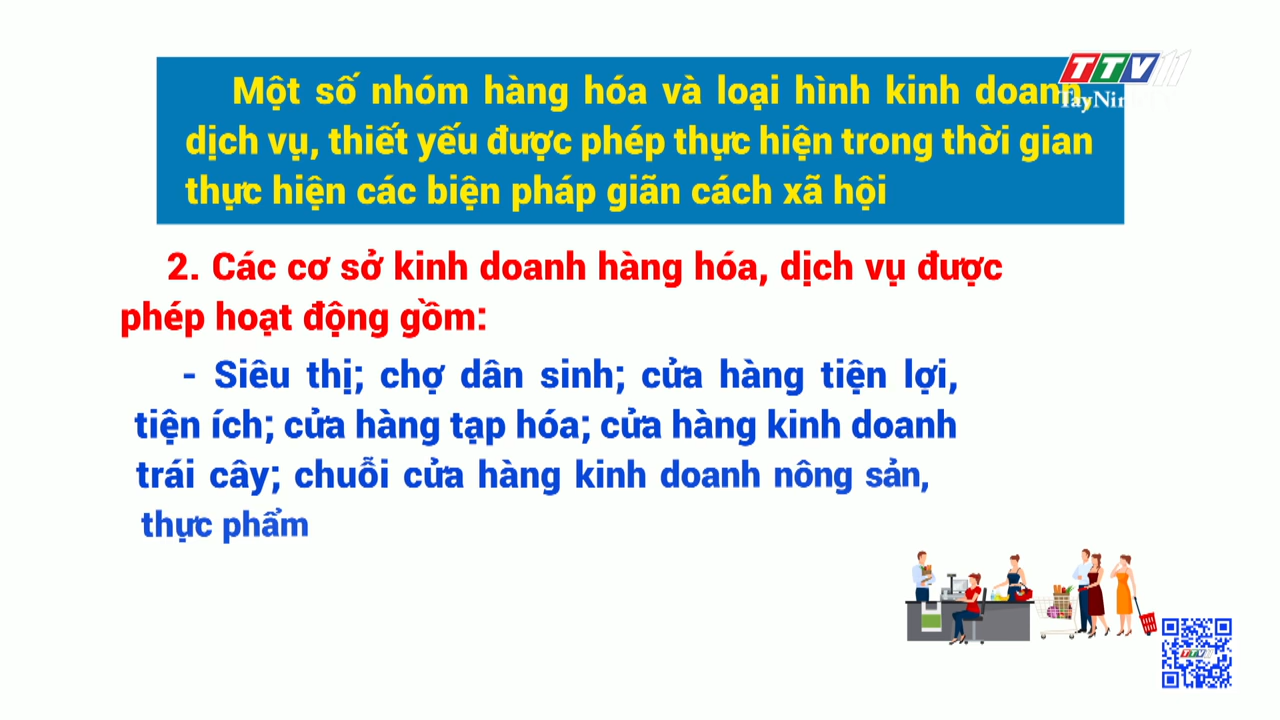 Một số nhóm hàng hóa và loại hình kinh doanh
dịch vụ, thiết yếu được phép thực hiện trong thời gian
thực hiện các biện pháp giãn cách xã hội
TTV11
2. Các cơ sở kinh doanh hàng hóa, dịch vụ được
phép hoạt động gồm:
- Siêu thị; chợ dân sinh; cửa hàng tiện lợi,
tiện ích; cửa hàng tạp hóa; cửa hàng kinh doanh
trái cây; chuỗi cửa hàng kinh doanh nông sản,
thực phẩm
TTV11